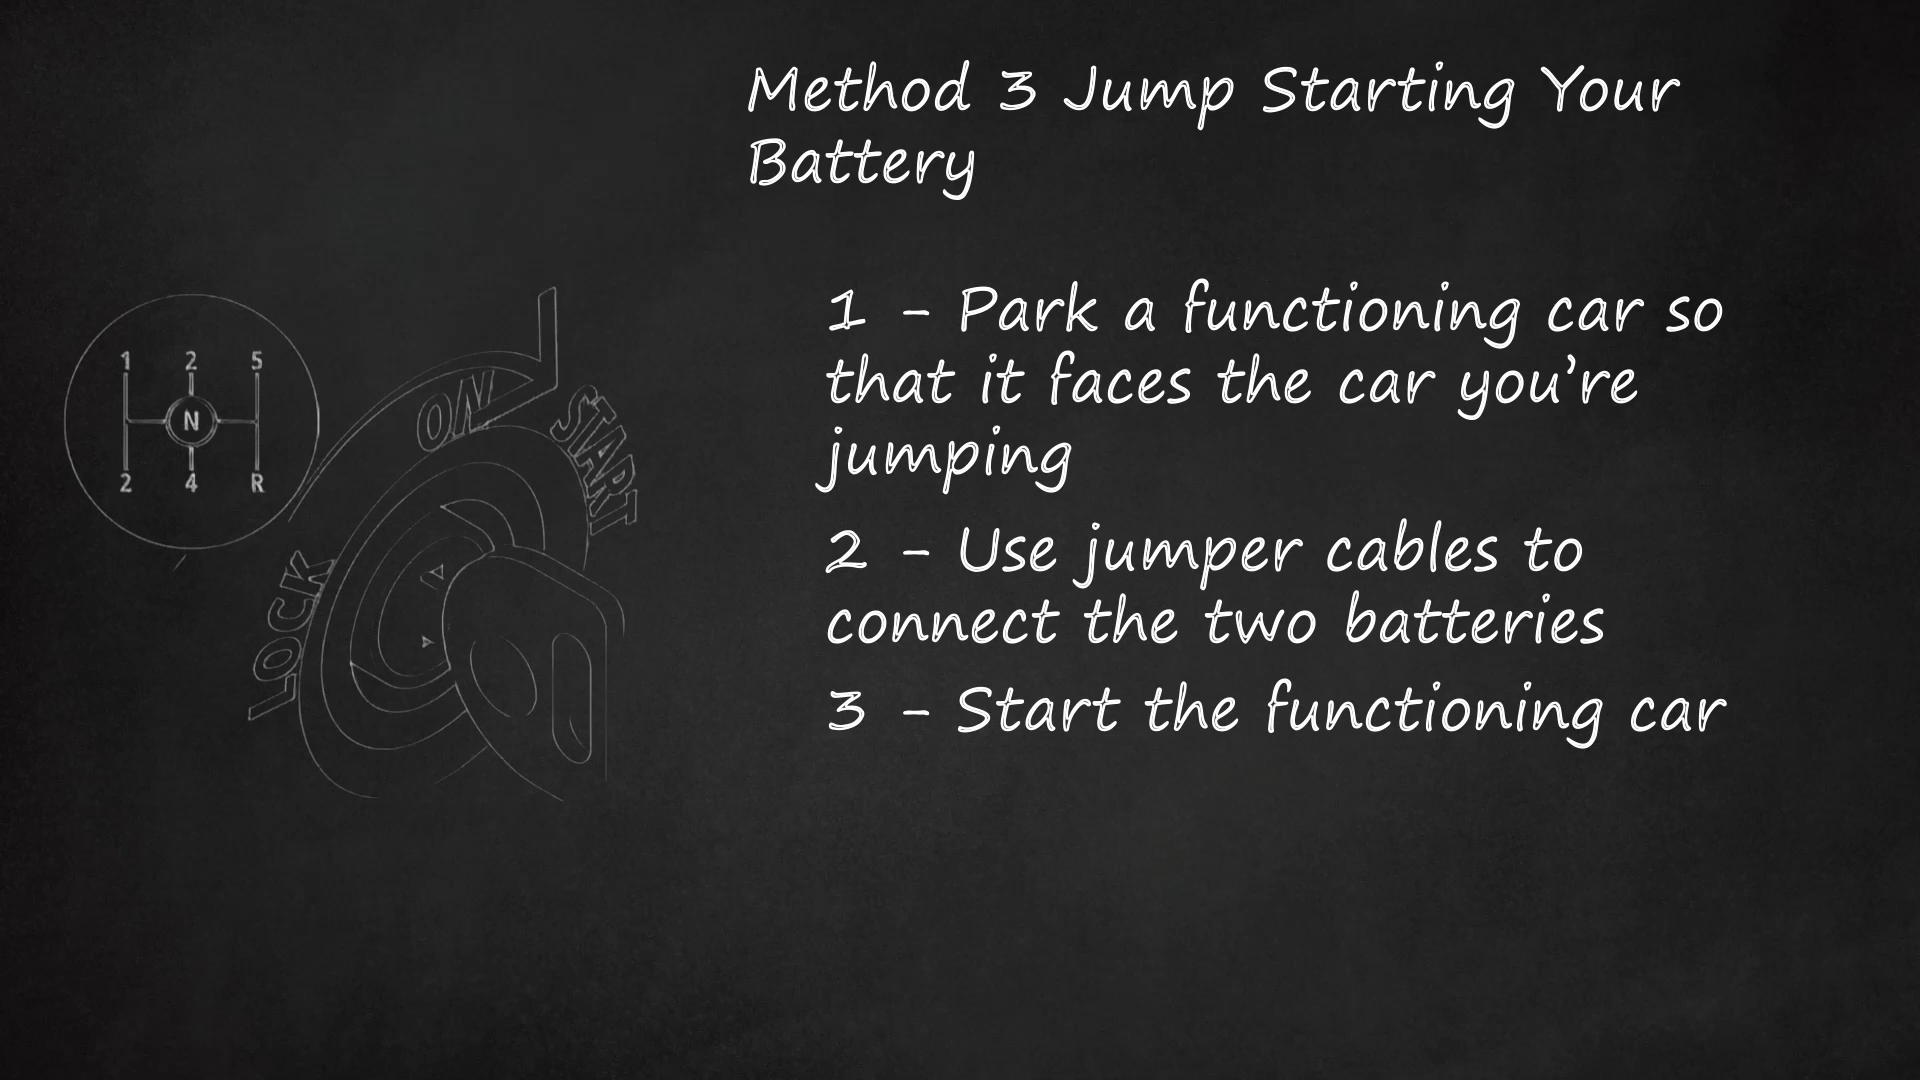 Method 3 Jump Starting Your
Battery
1 - Park a functioning car so
that it faces the car you’re
jumping
2 - Use jumper cables to
connect the two batteries
3 - Start the functioning car
1 2 5
N
2 4 R
ON
START
LOCK